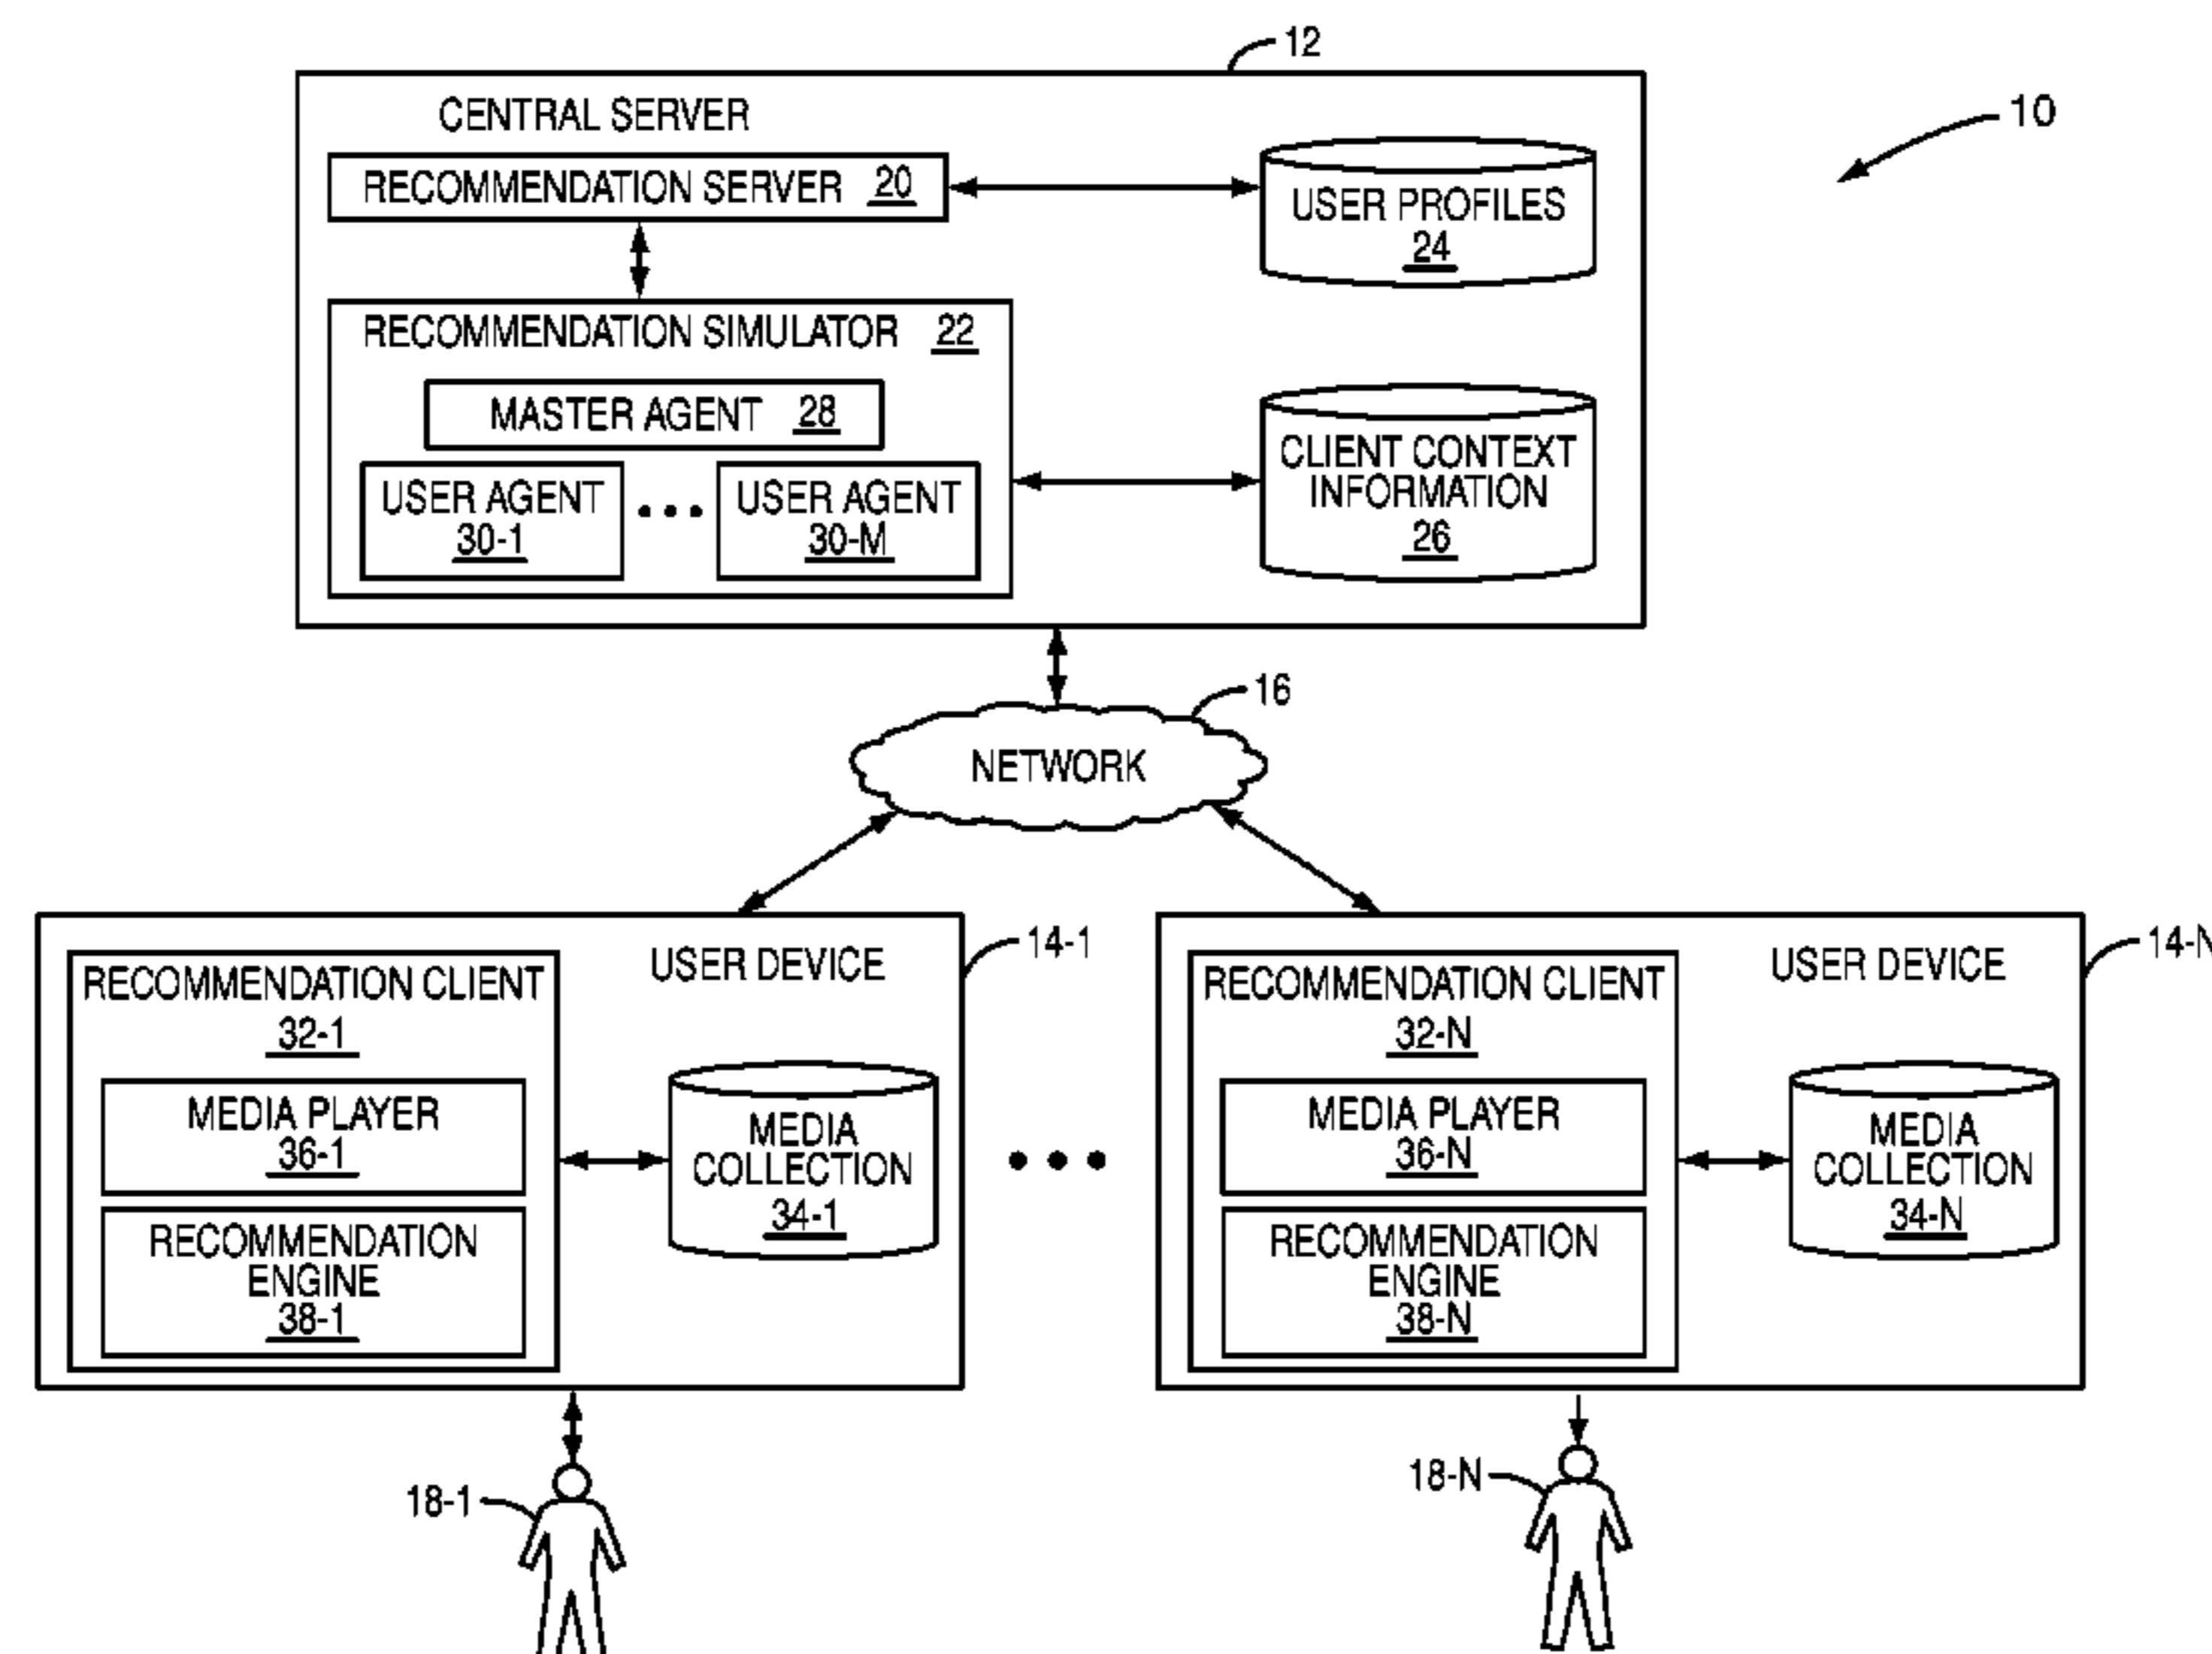 12
10
CENTRAL SERVER
RECOMMENDATION SERVER 20
USER PROFILES
24
RECOMMENDATION SIMULATOR 22
MASTER AGENT 28
USER AGENT
30-1
USER AGENT
30-M
CLIENT CONTEXT
INFORMATION
26
16
NETWORK
14-1
USER DEVICE
RECOMMENDATION CLIENT
32-1
MEDIA PLAYER
36-1
RECOMMENDATION
ENGINE
38-1
MEDIA
COLLECTION
34-1
14-N
USER DEVICE
RECOMMENDATION CLIENT
32-N
MEDIA PLAYER
36-N
RECOMMENDATION
ENGINE
38-N
MEDIA
COLLECTION
34-N
18-1
18-N